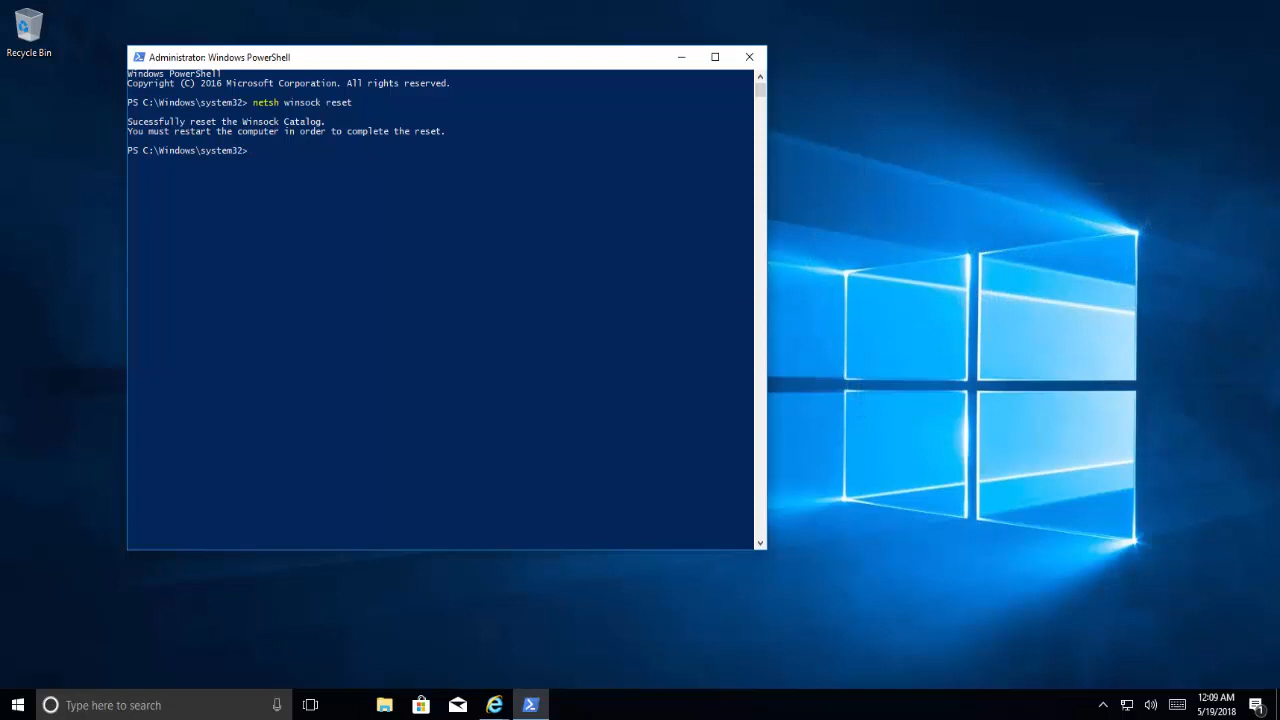 Recycle Bin
Administrator: Windows PowerShell
Windows PowerShell
Copyright (C) 2016 Microsoft Corporation. All rights reserved.
PS C:\Windows\system32> netsh winsock reset
Sucessfully reset the Winsock Catalog.
You must restart the computer in order to complete the reset.
PS C:\Windows\system32>
Type here to search
12:09 AM
5/19/2018
1